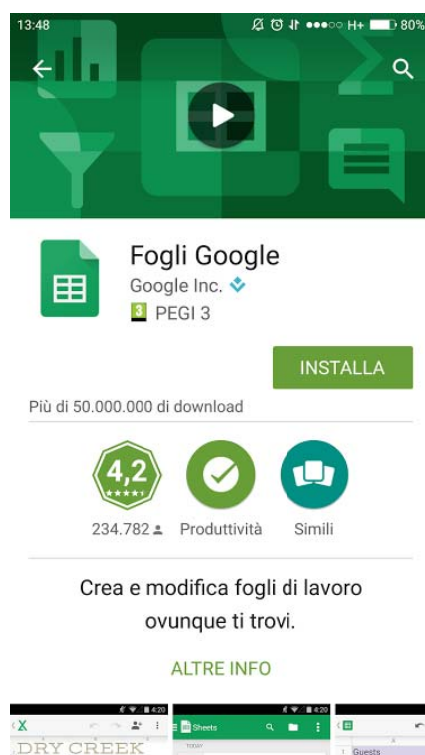 13:48 H+ 80%
Fogli Google
Google Inc.
3 PEGI 3
INSTALLA
Più di 50.000.000 di download
4,2
234.782 Produttività Simili
Crea e modifica fogli di lavoro
ovunque ti trovi.
ALTRE INFO
4:20 4:20
X Sheets
DRY CREEK TODAY 1 Guests